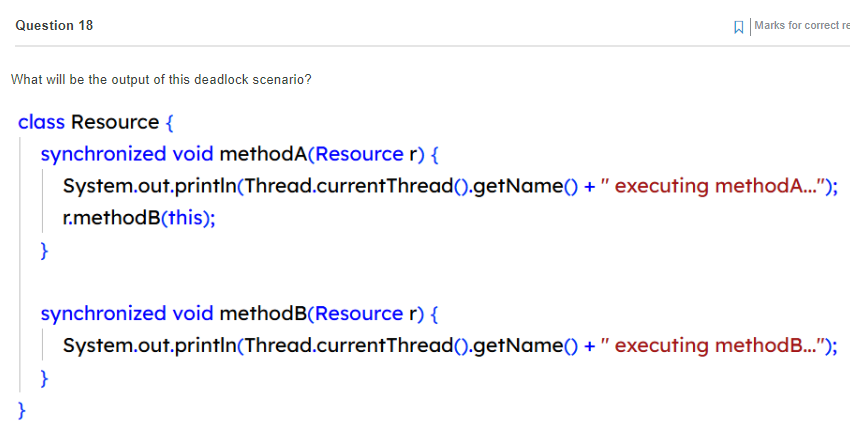 Question 18
Marks for correct re
What will be the output of this deadlock scenario?
class Resource {
synchronized void methodA(Resource r) {
System.out.println(Thread.currentThread().getName() + " executing methodA...");
r.methodB(this);
}
synchronized void methodB(Resource r) {
System.out.println(Thread.currentThread().getName() + " executing methodB...");
}
}